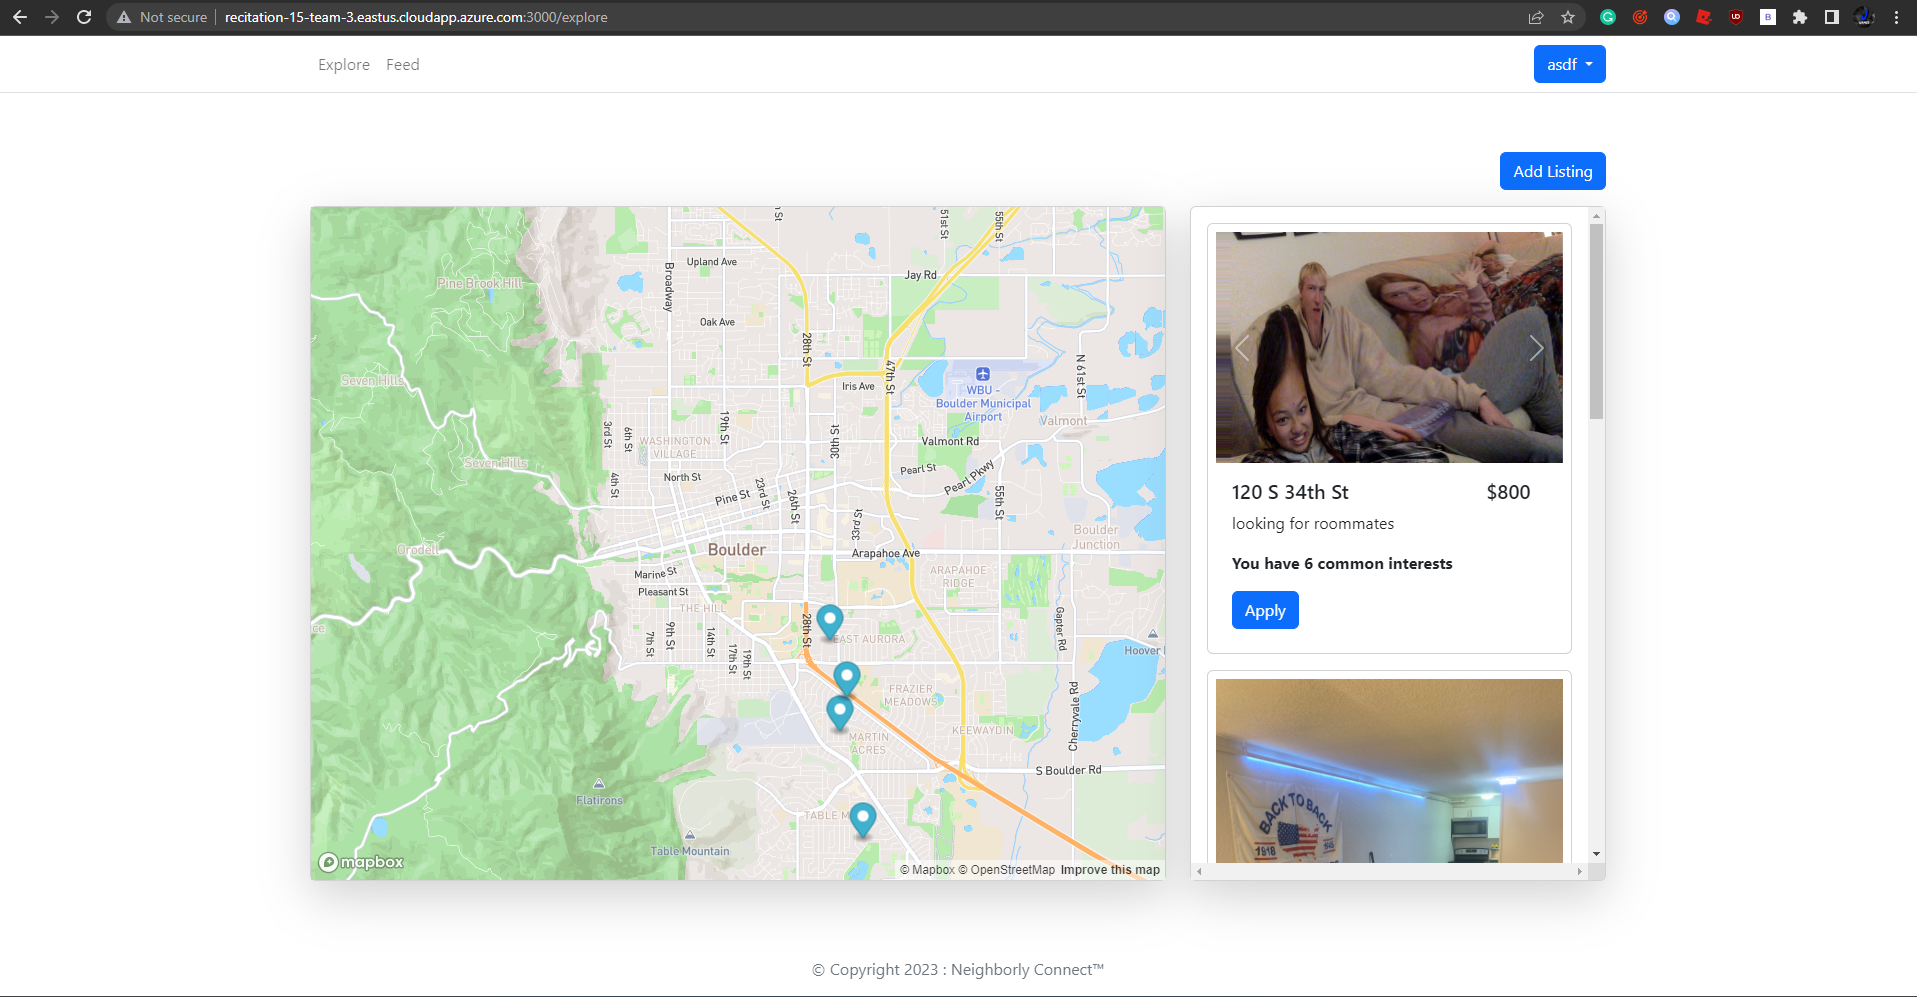 Not secure
recitation-15-team-3.eastus.cloudapp.azure.com:3000/explore
Explore
Feed
asdf
Add Listing
St
51st St
55th St
Upland Ave
Broadway
Jay Rd
Pine Brook Hill
Oak Ave
28th St
47th St
N 61st St
Seven Hills
Iris Ave
WBU -
Boulder Municipal
Airport
3rd St
6th St
19th St
30th St
Valmont
WASHINGTON
VILLAGE
Valmont Rd
Seven Hills
4th St
North St
Pearl St
Pearl Pkwy
23rd St
26th St
Pine St
55th St
33rd St
Boulder
Junction
Orodell
Boulder
Arapahoe Ave
Marine St
ARAPAHOE
RIDGE
Pleasant St
THE HILL
28th St
Gapter Rd
7th St
9th St
14th St
17th St
19th St
EAST AURORA
Hoover
FRAZIER
MEADOWS
Cherryvale Rd
KEEWAYDIN
MARTIN
ACRES
S Boulder Rd
Flatirons
TABLE M
Table Mountain
mapbox
© Mapbox © OpenStreetMap Improve this map
120 S 34th St
$800
looking for roommates
You have 6 common interests
Apply
BACK TO BACK
1918
© Copyright 2023 : Neighborly Connect™